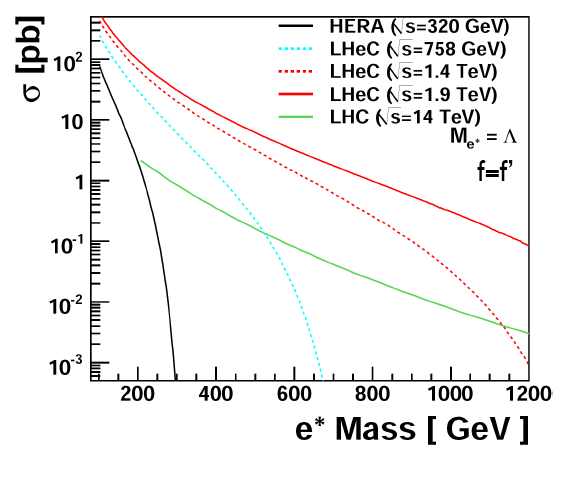 HERA (√s=320 GeV)
LHeC (√s=758 GeV)
LHeC (√s=1.4 TeV)
LHeC (√s=1.9 TeV)
LHC (√s=14 TeV)
M_e* = Λ
f=f'
σ [pb]
10²
10
1
10⁻¹
10⁻²
10⁻³
200 400 600 800 1000 1200
e* Mass [ GeV ]